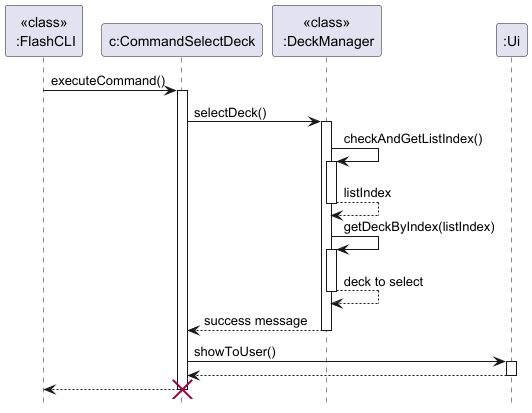 «class»
:FlashCLI
c:CommandSelectDeck
«class»
:DeckManager
:Ui
executeCommand()
selectDeck()
checkAndGetListIndex()
listIndex
getDeckByIndex(listIndex)
deck to select
success message
showToUser()